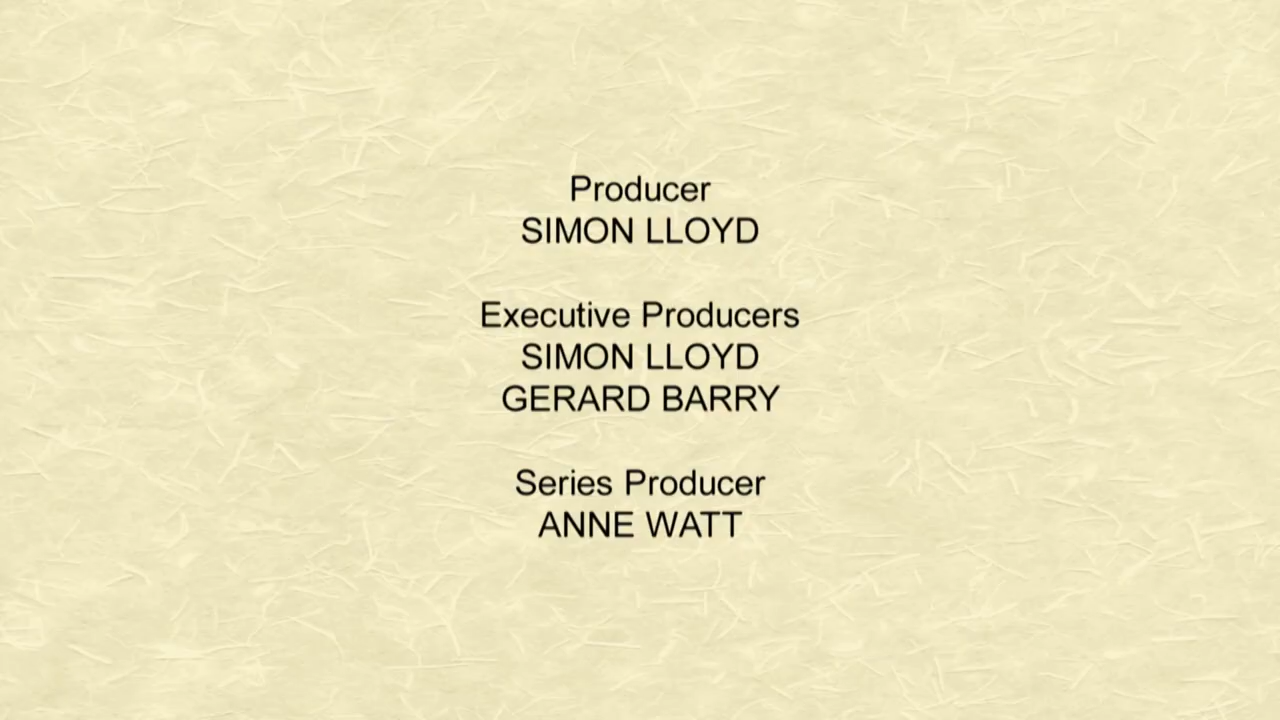 Producer
SIMON LLOYD
Executive Producers
SIMON LLOYD
GERARD BARRY
Series Producer
ANNE WATT